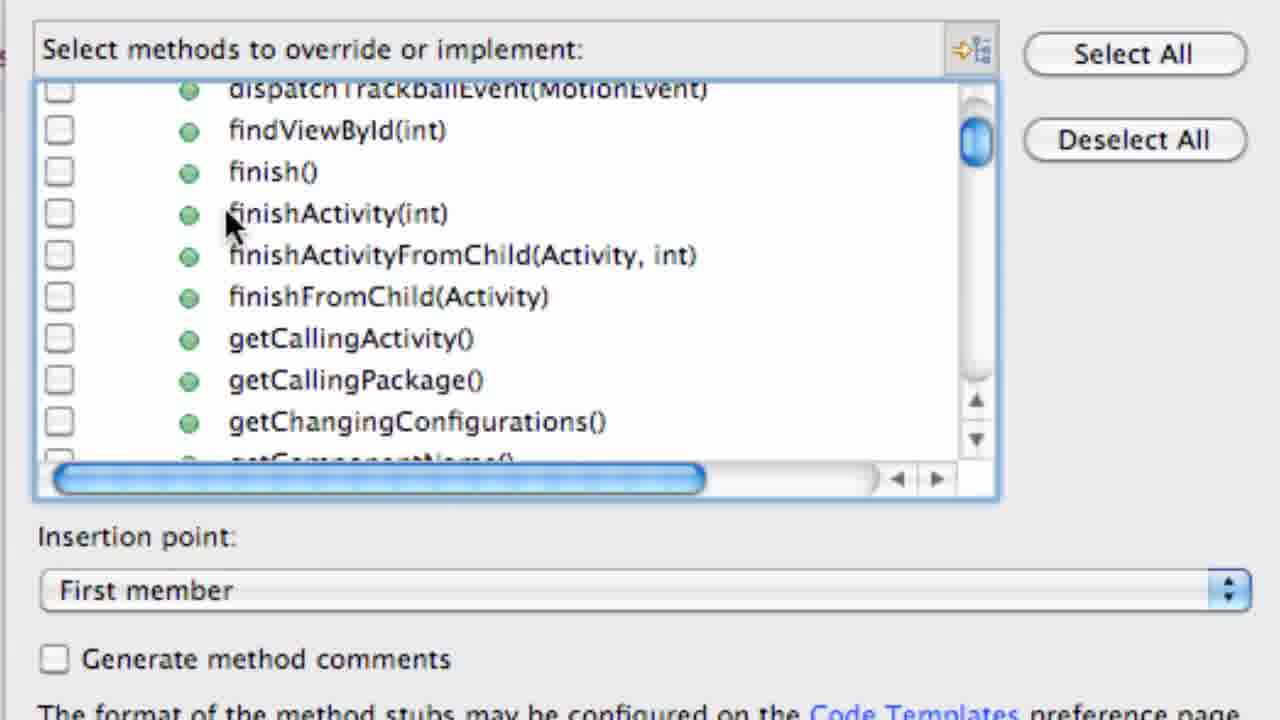 Select methods to override or implement:
Select All
Deselect All
dispatchTrackballEvent(MotionEvent)
findViewById(int)
finish()
finishActivity(int)
finishActivityFromChild(Activity, int)
finishFromChild(Activity)
getCallingActivity()
getCallingPackage()
getChangingConfigurations()
getComponentName()
Insertion point:
First member
Generate method comments
The format of the method stubs may be configured on the Code Templates preference page.